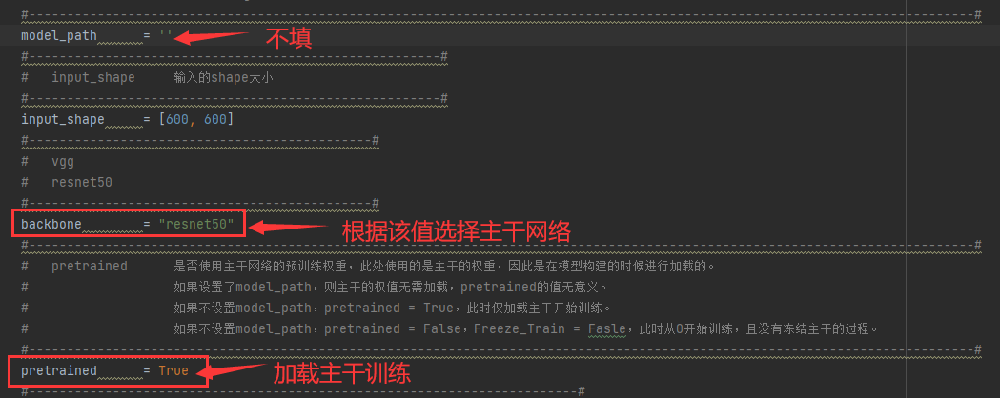 #----------------------------------------------------------------------------------------------------------------------------#
model_path      = ''
不填
#------------------------------------------------------#
#   input_shape     输入的shape大小
#------------------------------------------------------#
input_shape     = [600, 600]
#---------------------------------------------#
#   vgg
#   resnet50
#---------------------------------------------#
backbone        = "resnet50"
根据该值选择主干网络
#----------------------------------------------------------------------------------------------------------------------------#
#   pretrained      是否使用主干网络的预训练权重，此处使用的是主干的权重，因此是在模型构建的时候进行加载的。
#                   如果设置了model_path，则主干的权值无需加载，pretrained的值无意义。
#                   如果不设置model_path，pretrained = True，此时仅加载主干开始训练。
#                   如果不设置model_path，pretrained = False，Freeze_Train = Fasle，此时从0开始训练，且没有冻结主干的过程。
#----------------------------------------------------------------------------------------------------------------------------#
pretrained      = True
加载主干训练
#------------------------------------------------------------------------#